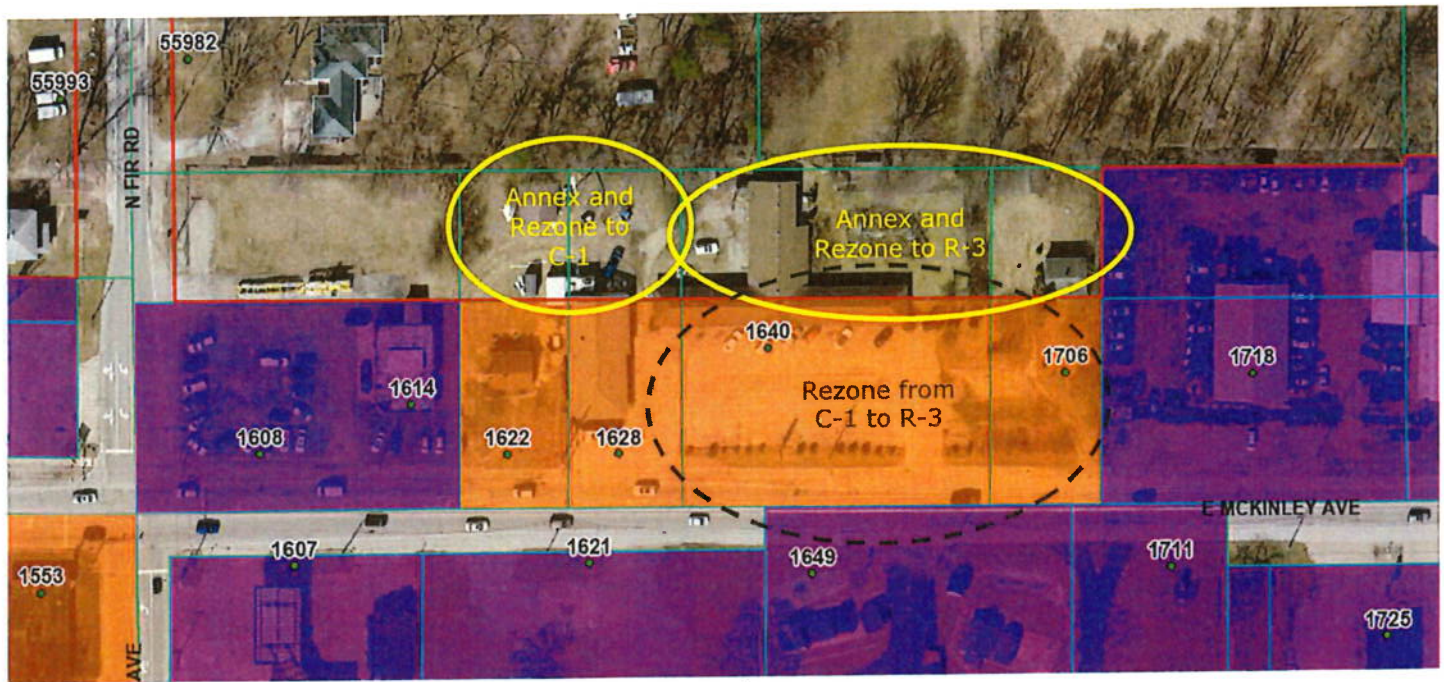 55982
55993
N FIR RD
Annex and
Rezone to
C-1
Annex and
Rezone to R-3
1640
1706
1718
Rezone from
C-1 to R-3
1614
1608
1622
1628
E MCKINLEY AVE
1607
1621
1649
1711
1553
1725
AVE